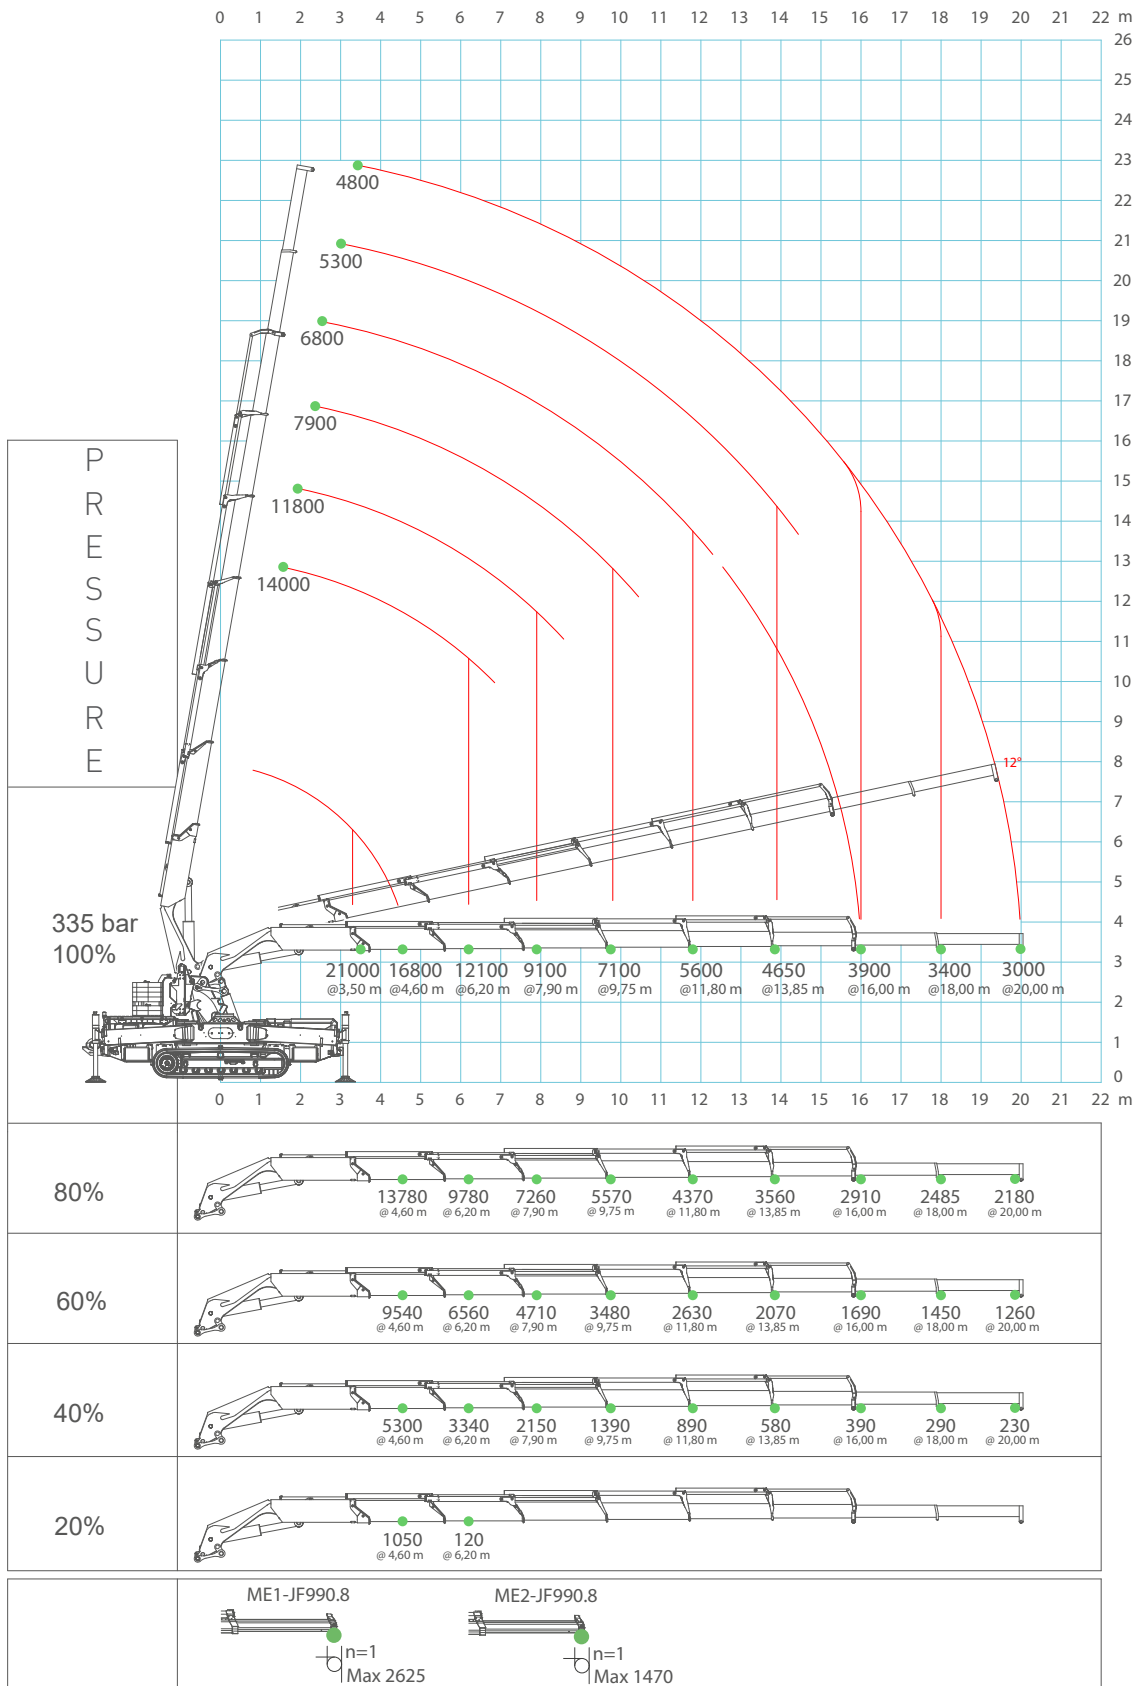 0 1 2 3 4 5 6 7 8 9 10 11 12 13 14 15 16 17 18 19 20 22 m
26
25
24
23
22
21
20
19
18
17
16
15
14
13
12
11
10
9
8
7
6
5
4
3
2
1
0
4800
5300
6800
7900
11800
14000
12°
P
R
E
S
S
U
R
E
335 bar
100%
21000 16800 12100 9100 7100 5600 4650 3900 3400 3000
@3,50 m @4,60 m @6,20 m @7,90 m @9,75 m @11,80 m @13,85 m @16,00 m @18,00 m @20,00 m
0 1 2 3 4 5 6 7 8 9 10 11 12 13 14 15 16 17 18 19 20 22 m
80%
13780 9780 7260 5570 4370 3560 2910 2485 2180
@ 4,60 m @ 6,20 m @ 7,90 m @ 9,75 m @ 11,80 m @ 13,85 m @ 16,00 m @ 18,00 m @ 20,00 m
60%
9540 6560 4710 3480 2630 2070 1690 1450 1260
@ 4,60 m @ 6,20 m @ 7,90 m @ 9,75 m @ 11,80 m @ 13,85 m @ 16,00 m @ 18,00 m @ 20,00 m
40%
5300 3340 2150 1390 890 580 390 290 230
@ 4,60 m @ 6,20 m @ 7,90 m @ 9,75 m @ 11,80 m @ 13,85 m @ 16,00 m @ 18,00 m @ 20,00 m
20%
1050 120
@ 4,60 m @ 6,20 m
ME1-JF990.8 ME2-JF990.8
n=1 n=1
Max 2625 Max 1470